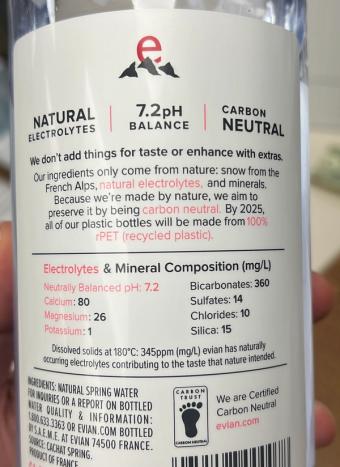 e
NATURAL
ELECTROLYTES
7.2pH
BALANCE
CARBON
NEUTRAL
We don't add things for taste or enhance with extras.
Our ingredients only come from nature: snow from the
French Alps, natural electrolytes, and minerals.
Because we're made by nature, we aim to
preserve it by being carbon neutral. By 2025,
all of our plastic bottles will be made from 100%
rPET (recycled plastic).
Electrolytes & Mineral Composition (mg/L)
Neutrally Balanced pH: 7.2
Calcium: 80
Magnesium: 26
Potassium: 1
Bicarbonates: 360
Sulfates: 14
Chlorides: 10
Silica: 15
Dissolved solids at 180°C: 345ppm (mg/L) evian has naturally
occurring electrolytes contributing to the taste that nature intended.
INGREDIENTS: NATURAL SPRING WATER
FOR INQUIRIES OR A REPORT ON BOTTLED
WATER QUALITY & INFORMATION:
1.800.633.3363 OR EVIAN.COM BOTTLED
BY S.A.E.M.E. AT EVIAN 74500 FRANCE.
SOURCE: CACHAT SPRING.
PRODUCT OF FRANCE
CARBON
TRUST
CARBON NEUTRAL
We are Certified
Carbon Neutral
evian.com